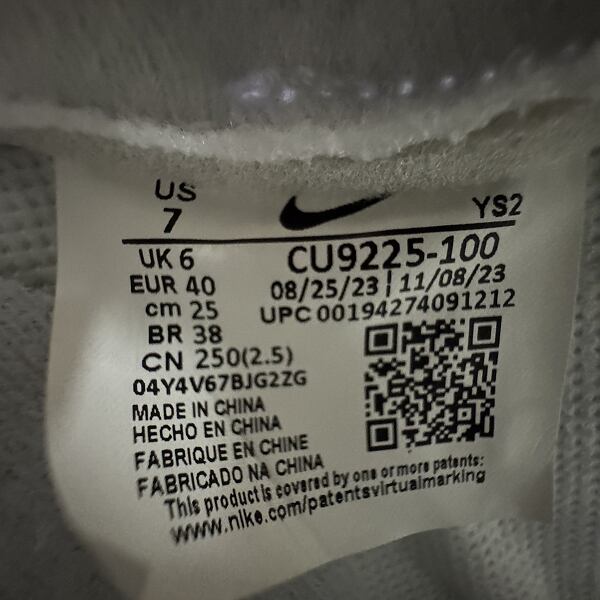 US
7
YS2
UK 6
EUR 40
cm 25
BR 38
CN 250(2.5)
CU9225-100
08/25/23 | 11/08/23
UPC 00194274091212
04Y4V67BJG2ZG
MADE IN CHINA
HECHO EN CHINA
FABRIQUE EN CHINE
FABRICADO NA CHINA
This product is covered by one or more patents:
www.nike.com/patentsvirtualmarking